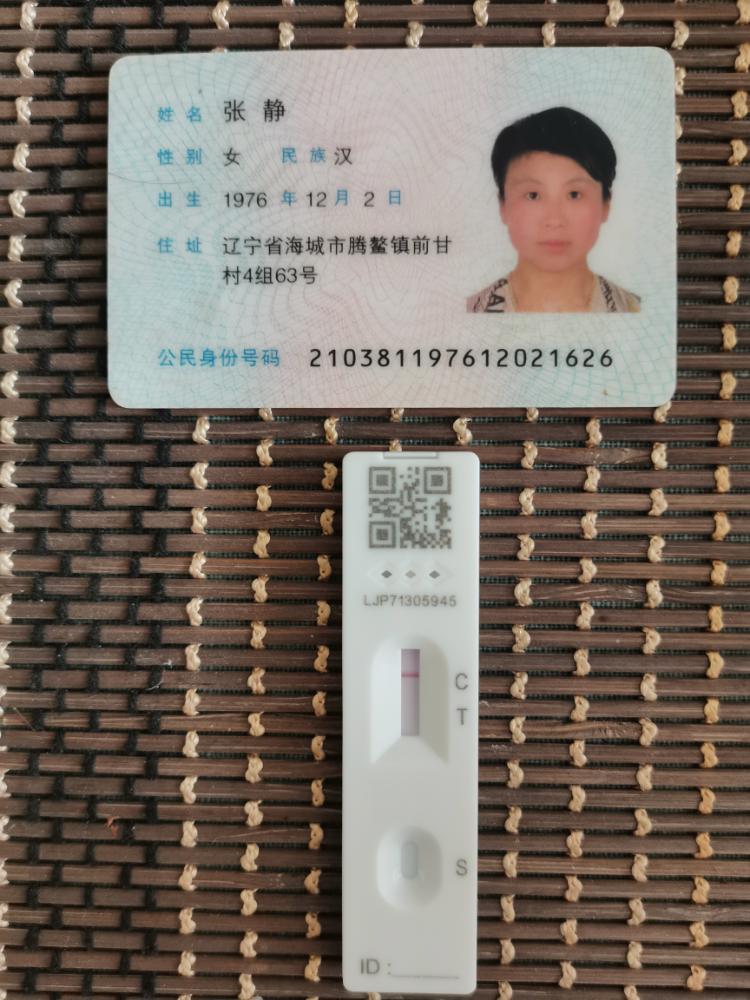 姓名 张静
性别 女 民族 汉
出生 1976 年 12 月 2 日
住址 辽宁省海城市腾鳌镇前甘
村4组63号
公民身份号码 210381197612021626
LJP71305945
C
T
S
ID: